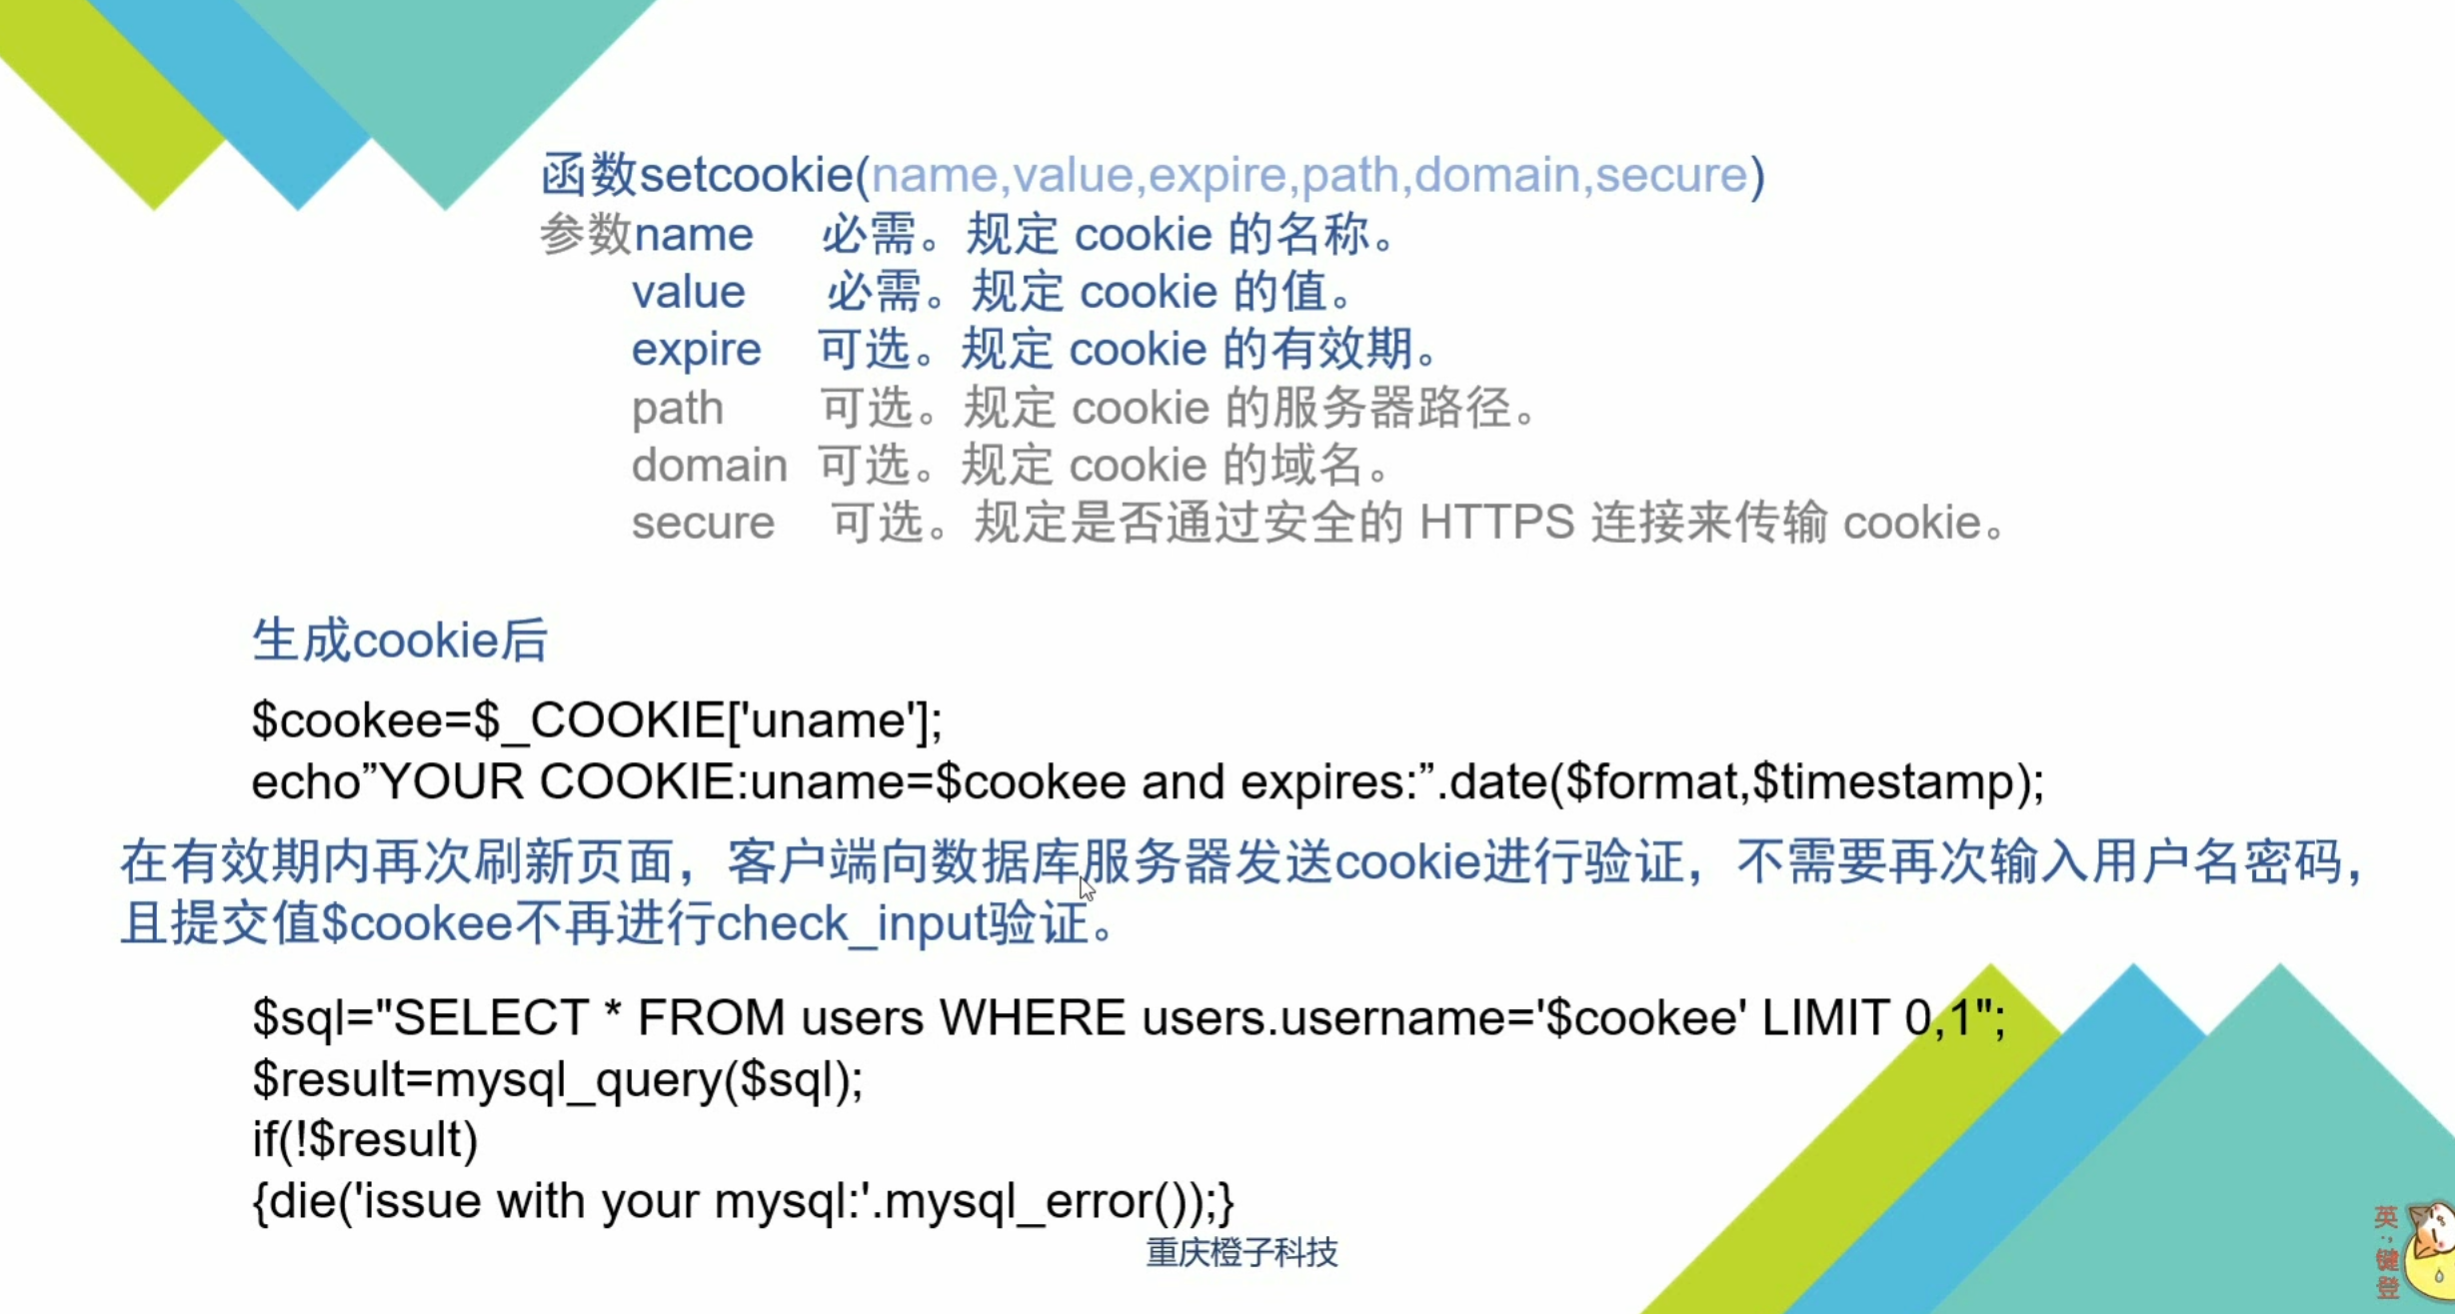 函数setcookie(name,value,expire,path,domain,secure)
参数name 必需。规定 cookie 的名称。
value 必需。规定 cookie 的值。
expire 可选。规定 cookie 的有效期。
path 可选。规定 cookie 的服务器路径。
domain 可选。规定 cookie 的域名。
secure 可选。规定是否通过安全的 HTTPS 连接来传输 cookie。
生成cookie后
$cookee=$_COOKIE['uname'];
echo”YOUR COOKIE:uname=$cookee and expires:”.date($format,$timestamp);
在有效期内再次刷新页面，客户端向数据库服务器发送cookie进行验证，不需要再次输入用户名密码，
且提交值$cookee不再进行check_input验证。
$sql="SELECT * FROM users WHERE users.username='$cookee' LIMIT 0,1";
$result=mysql_query($sql);
if(!$result)
{die('issue with your mysql:'.mysql_error());}
重庆橙子科技
英
键
登